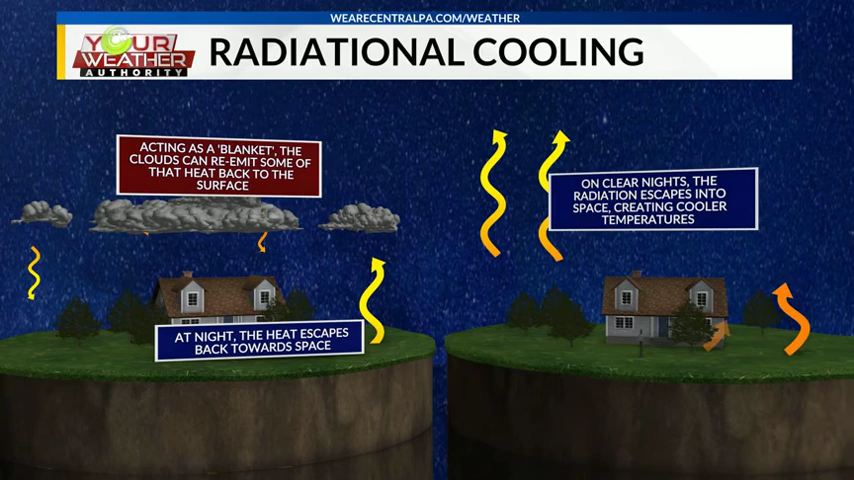 WEARECENTRALPA.COM/WEATHER
YOUR
WEATHER
AUTHORITY
RADIATIONAL COOLING
ACTING AS A 'BLANKET', THE
CLOUDS CAN RE-EMIT SOME OF
THAT HEAT BACK TO THE
SURFACE
ON CLEAR NIGHTS, THE
RADIATION ESCAPES INTO
SPACE, CREATING COOLER
TEMPERATURES
AT NIGHT, THE HEAT ESCAPES
BACK TOWARDS SPACE